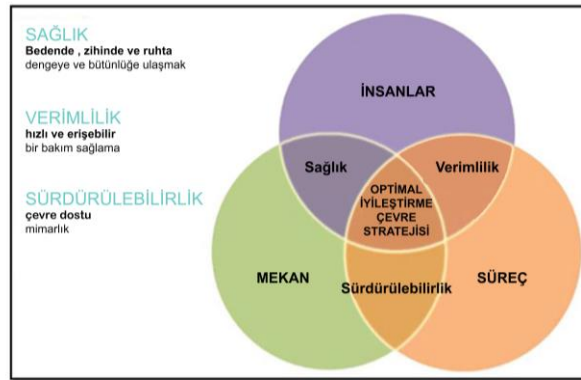 SAĞLIK
Bedende , zihinde ve ruhta
dengeye ve bütünlüğe ulaşmak
VERİMLİLİK
hızlı ve erişebilir
bir bakım sağlama
SÜRDÜRÜLEBİLİRLİK
çevre dostu
mimarlık
İNSANLAR
Sağlık
Verimlilik
OPTİMAL
İYİLEŞTİRME
ÇEVRE
STRATEJİSİ
MEKAN
Sürdürülebilirlik
SÜREÇ